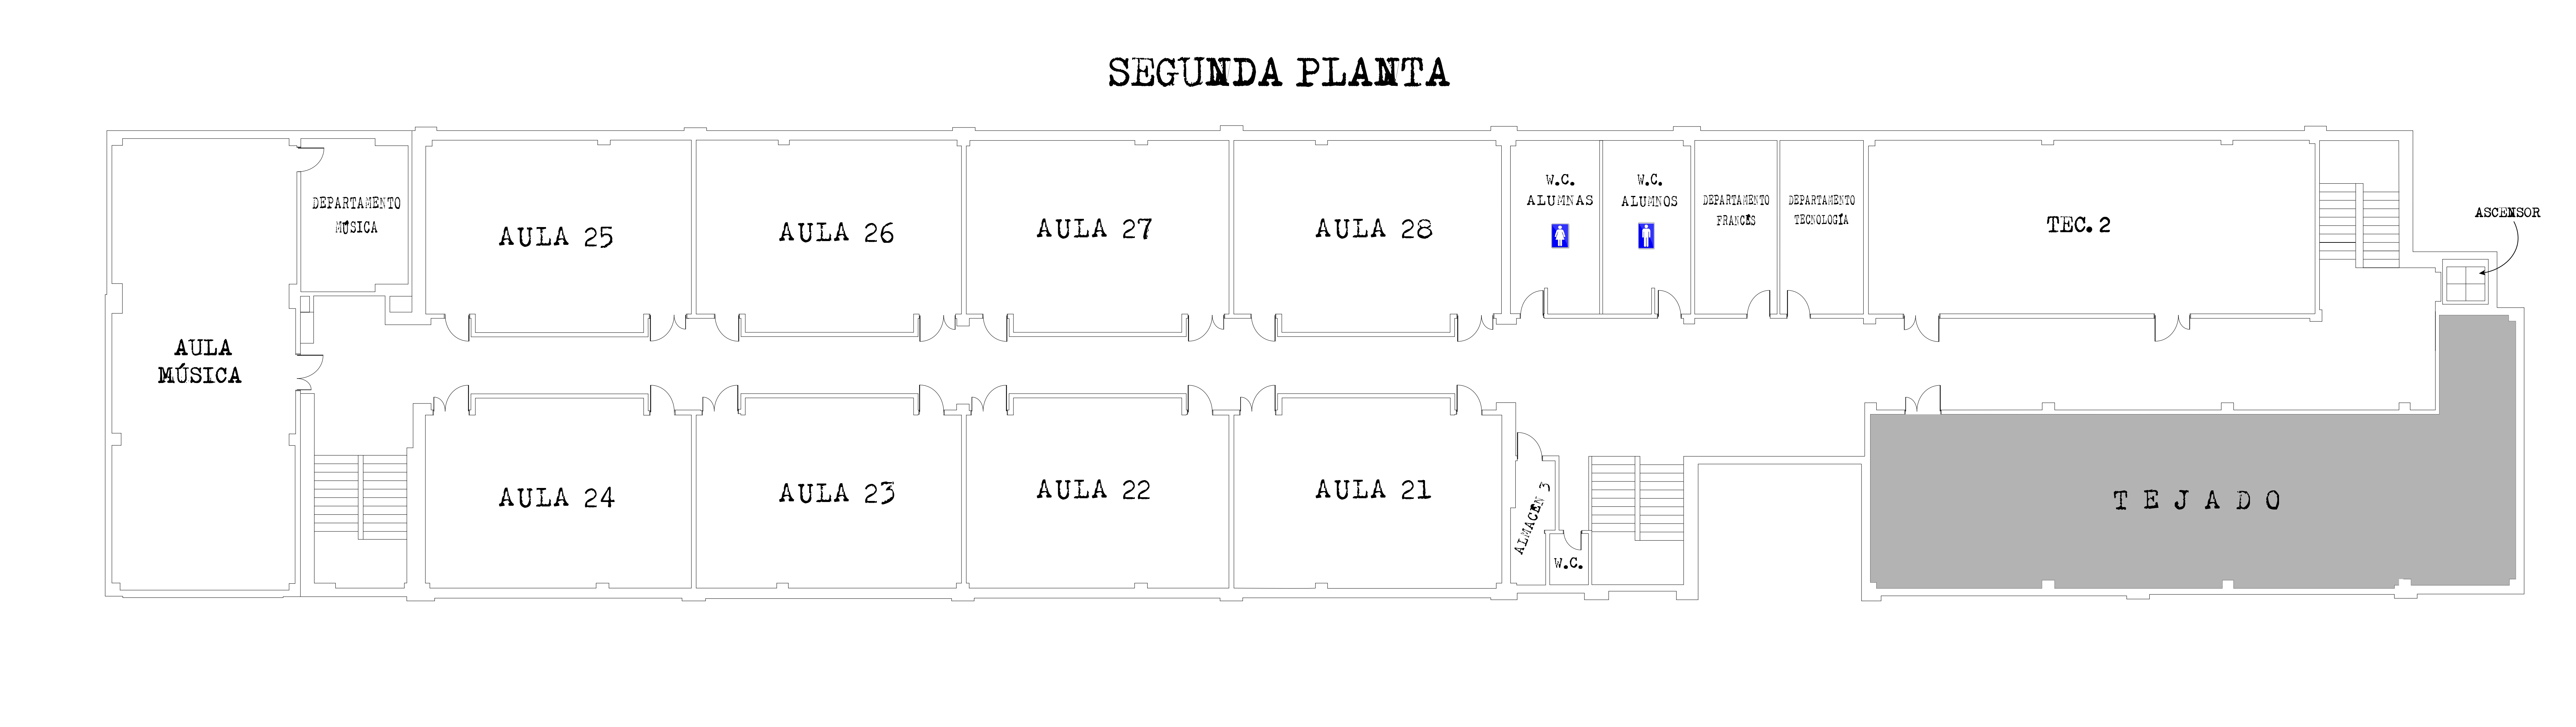 SEGUNDA PLANTA
DEPARTAMENTO
MÚSICA
AULA 25
AULA 26
AULA 27
AULA 28
W.C.
ALUMNAS
W.C.
ALUMNOS
DEPARTAMENTO
FRANCÉS
DEPARTAMENTO
TECNOLOGÍA
TEC. 2
ASCENSOR
AULA
MÚSICA
AULA 24
AULA 23
AULA 22
AULA 21
ALMACEN 3
W.C.
TEJADO